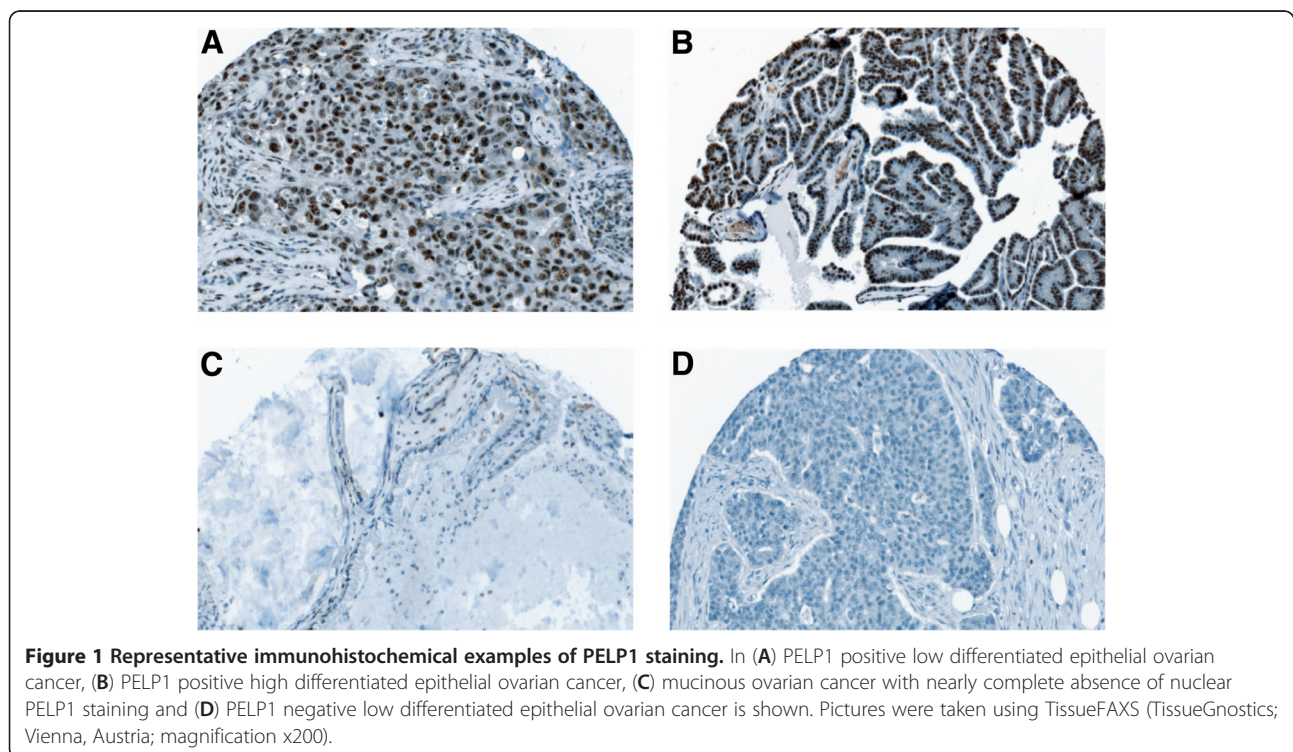 A
B
C
D
Figure 1 Representative immunohistochemical examples of PELP1 staining. In (A) PELP1 positive low differentiated epithelial ovarian
cancer, (B) PELP1 positive high differentiated epithelial ovarian cancer, (C) mucinous ovarian cancer with nearly complete absence of nuclear
PELP1 staining and (D) PELP1 negative low differentiated epithelial ovarian cancer is shown. Pictures were taken using TissueFAXS (TissueGnostics;
Vienna, Austria; magnification x200).